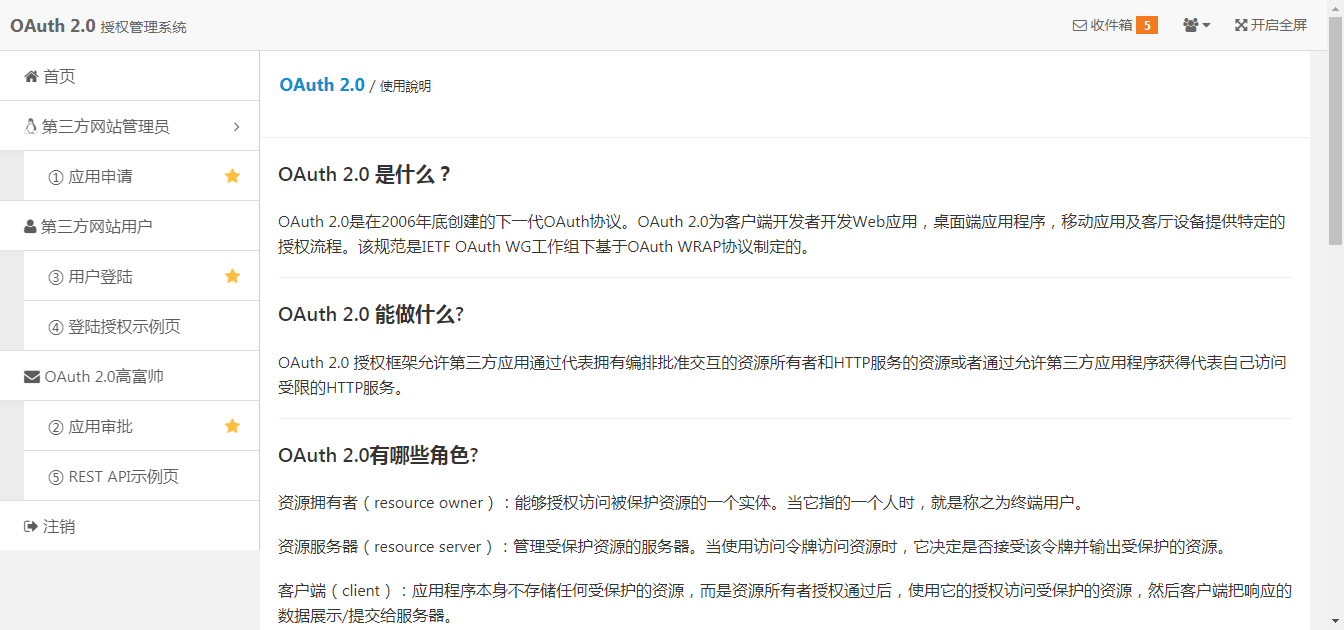 OAuth 2.0 授权管理系统
收件箱 5
开启全屏
首页
第三方网站管理员
① 应用申请
第三方网站用户
③ 用户登陆
④ 登陆授权示例页
OAuth 2.0高富帅
② 应用审批
⑤ REST API示例页
注销
OAuth 2.0 / 使用說明
OAuth 2.0 是什么？
OAuth 2.0是在2006年底创建的下一代OAuth协议。OAuth 2.0为客户端开发者开发Web应用，桌面端应用程序，移动应用及客厅设备提供特定的
授权流程。该规范是IETF OAuth WG工作组下基于OAuth WRAP协议制定的。
OAuth 2.0 能做什么?
OAuth 2.0 授权框架允许第三方应用通过代表拥有编排批准交互的资源所有者和HTTP服务的资源或者通过允许第三方应用程序获得代表自己访问
受限的HTTP服务。
OAuth 2.0有哪些角色?
资源拥有者（resource owner）：能够授权访问被保护资源的一个实体。当它指的一个人时，就是称之为终端用户。
资源服务器（resource server）：管理受保护资源的服务器。当使用访问令牌访问资源时，它决定是否接受该令牌并输出受保护的资源。
客户端（client）：应用程序本身不存储任何受保护的资源，而是资源所有者授权通过后，使用它的授权访问受保护的资源，然后客户端把响应的
数据展示/提交给服务器。